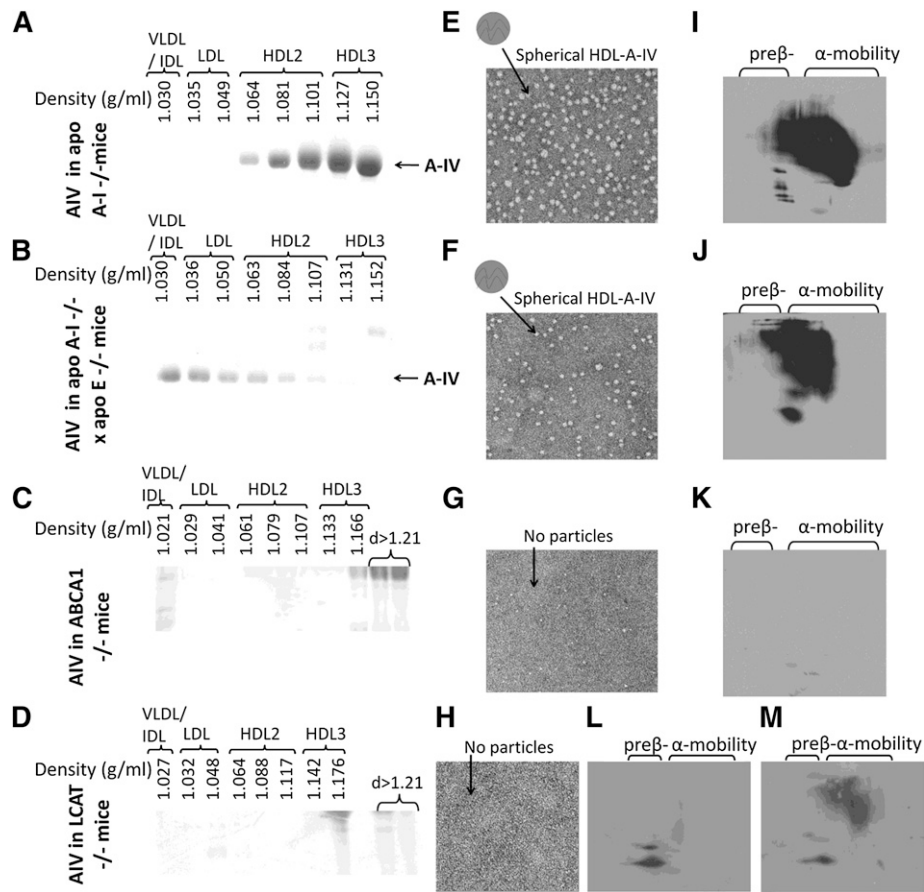 A
VLDL
/ IDL
LDL
HDL2
HDL3
Density (g/ml)
1.030
1.035
1.049
1.064
1.081
1.101
1.127
1.150
AIV in apo
A-I -/-mice
A-IV
E
Spherical HDL-A-IV
I
preβ-
α-mobility
B
VLDL
/ IDL
LDL
HDL2
HDL3
Density (g/ml)
1.030
1.036
1.050
1.063
1.084
1.107
1.131
1.152
AIV in apo A-I -/-
x apo E -/- mice
A-IV
F
Spherical HDL-A-IV
J
preβ-
α-mobility
C
VLDL/
IDL
LDL
HDL2
HDL3
Density (g/ml)
1.021
1.029
1.041
1.061
1.079
1.107
1.133
1.166
d>1.21
AIV in ABCA1
-/- mice
G
No particles
K
preβ-
α-mobility
D
VLDL/
IDL
LDL
HDL2
HDL3
Density (g/ml)
1.027
1.032
1.048
1.064
1.088
1.117
1.142
1.176
d>1.21
AIV in LCAT
-/- mice
H
No particles
L
preβ- α-mobility
M
preβ-α-mobility